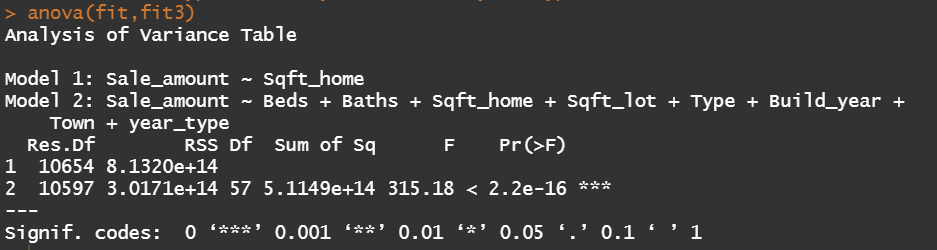 > anova(fit,fit3)
Analysis of Variance Table

Model 1: Sale_amount ~ Sqft_home
Model 2: Sale_amount ~ Beds + Baths + Sqft_home + Sqft_lot + Type + Build_year +
    Town + year_type
  Res.Df        RSS Df  Sum of Sq      F    Pr(>F)
1  10654 8.1320e+14
2  10597 3.0171e+14 57 5.1149e+14 315.18 < 2.2e-16 ***
---
Signif. codes:  0 ‘***’ 0.001 ‘**’ 0.01 ‘*’ 0.05 ‘.’ 0.1 ‘ ’ 1